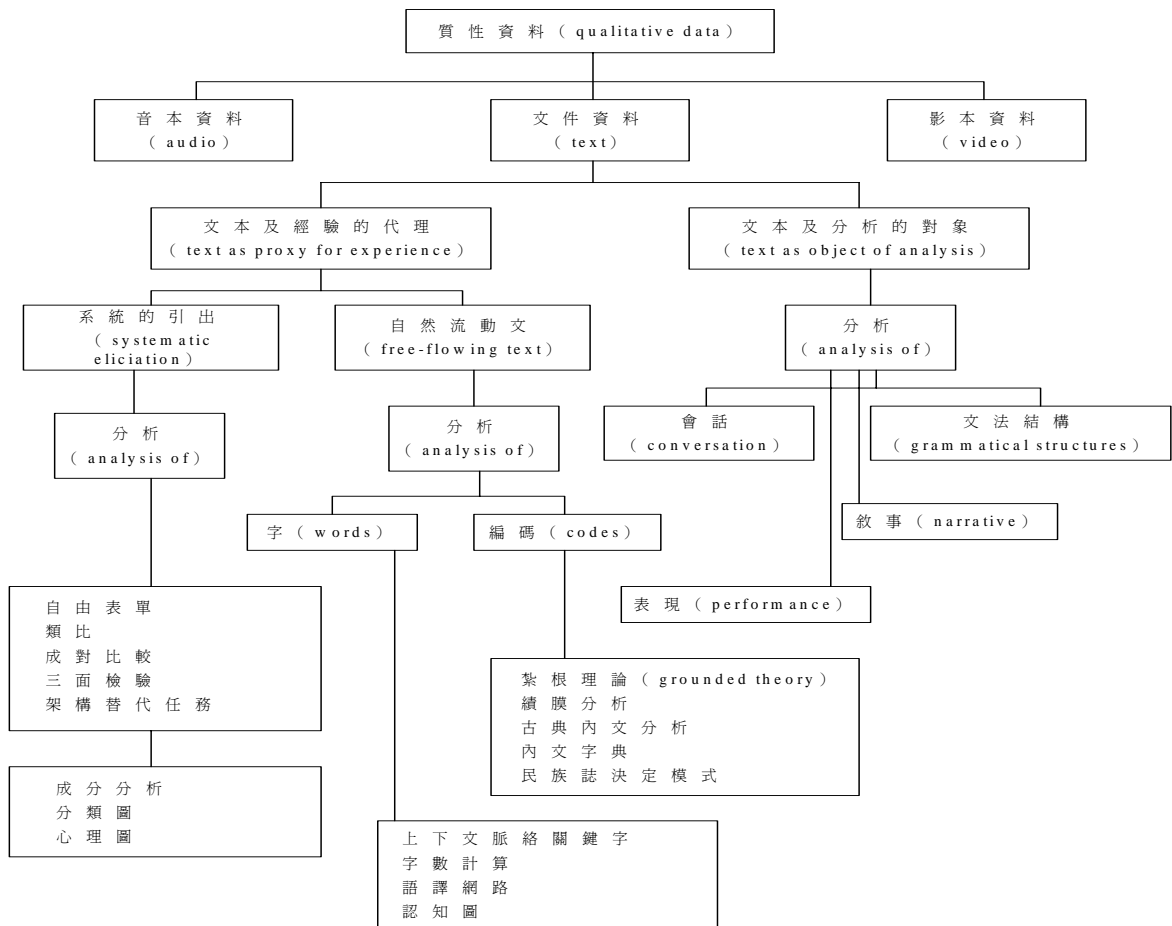 質性資料(qualitative data)
音本資料
(audio)
文件資料
(text)
影本資料
(video)
文本及經驗的代理
(text as proxy for experience)
文本及分析的對象
(text as object of analysis)
系統的引出
(systematic
eliciation)
自然流動文
(free-flowing text)
分析
(analysis of)
分析
(analysis of)
分析
(analysis of)
會話
(conversation)
文法結構
(grammatical structures)
字(words)
編碼(codes)
敘事(narrative)
表現(performance)
自由表單
類比
成對比較
三面檢驗
架構替代任務
紮根理論(grounded theory)
績膜分析
古典內文分析
內文字典
民族誌決定模式
成分分析
分類圖
心理圖
上下文脈絡關鍵字
字數計算
語譯網路
認知圖